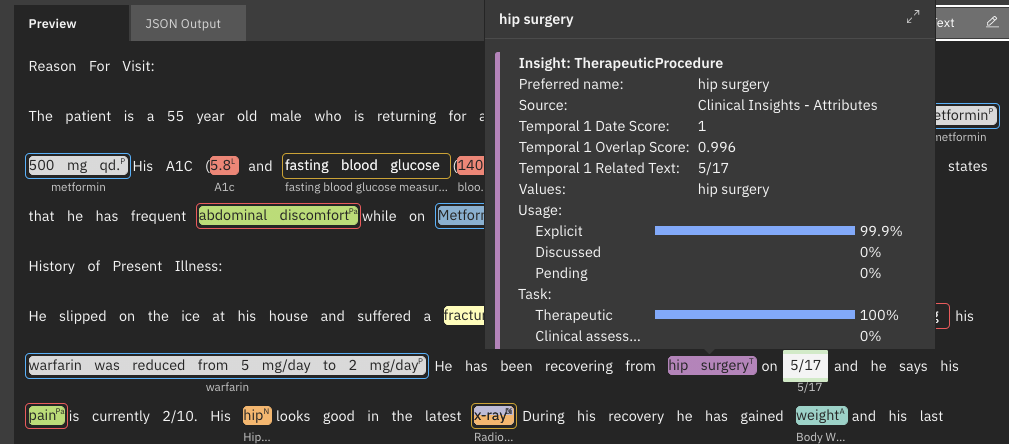 Preview
JSON Output
hip surgery
Text
Insight: TherapeuticProcedure
Preferred name: hip surgery
Source: Clinical Insights - Attributes
Temporal 1 Date Score: 1
Temporal 1 Overlap Score: 0.996
Temporal 1 Related Text: 5/17
Values: hip surgery
Usage:
Explicit 99.9%
Discussed 0%
Pending 0%
Task:
Therapeutic 100%
Clinical assess... 0%
Reason For Visit:
The patient is a 55 year old male who is returning for a etformin P
metformin
500 mg qd. P His A1C (5.8 L and fasting blood glucose (140 states
metformin A1c fasting blood glucose measur... bloo...
that he has frequent abdominal discomfort Pa while on Metfor
History of Present Illness:
He slipped on the ice at his house and suffered a fractu his
warfarin was reduced from 5 mg/day to 2 mg/day P He has been recovering from hip surgery T on 5/17 and he says his
warfarin 5/17
pain Pa is currently 2/10. His hip N looks good in the latest x-ray During his recovery he has gained weight A and his last
Hip... Radio... Body W...